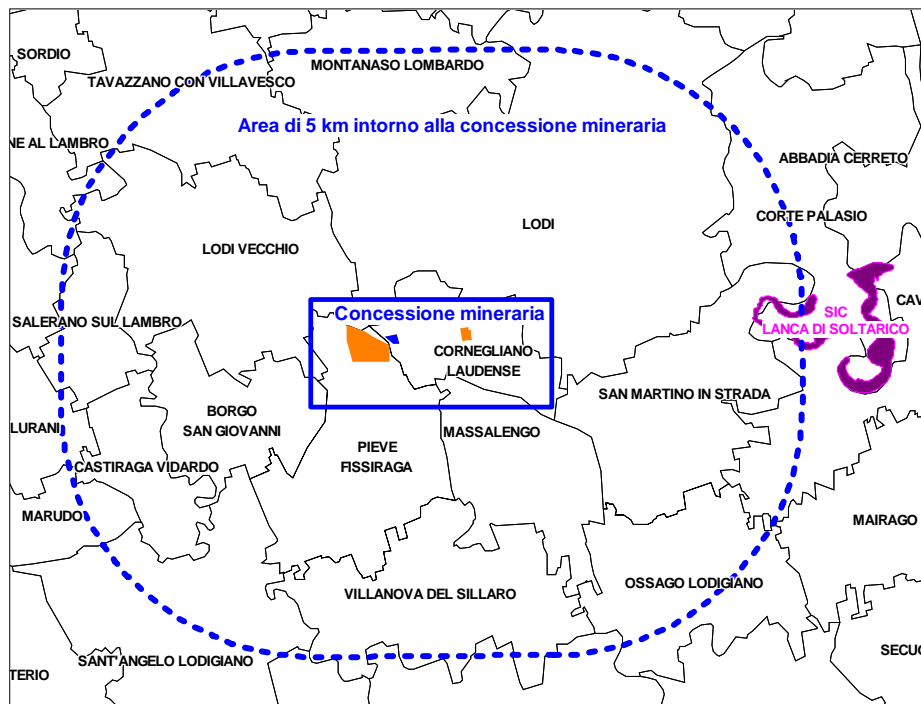 SORDIO
MONTANASO LOMBARDO
TAVAZZANO CON VILLAVESCO
Area di 5 km intorno alla concessione mineraria
NE AL LAMBRO
ABBADIA CERRETO
CORTE PALASIO
LODI
LODI VECCHIO
CAV
SIC
LANCA DI SOLTARICO
Concessione mineraria
SALERANO SUL LAMBRO
CORNEGLIANO
LAUDENSE
SAN MARTINO IN STRADA
BORGO
SAN GIOVANNI
LURANI
MASSALENGO
PIEVE
FISSIRAGA
CASTIRAGA VIDARDO
MARUDO
MAIRAGO
OSSAGO LODIGIANO
VILLANOVA DEL SILLARO
SECUG
SANT'ANGELO LODIGIANO
TERIO